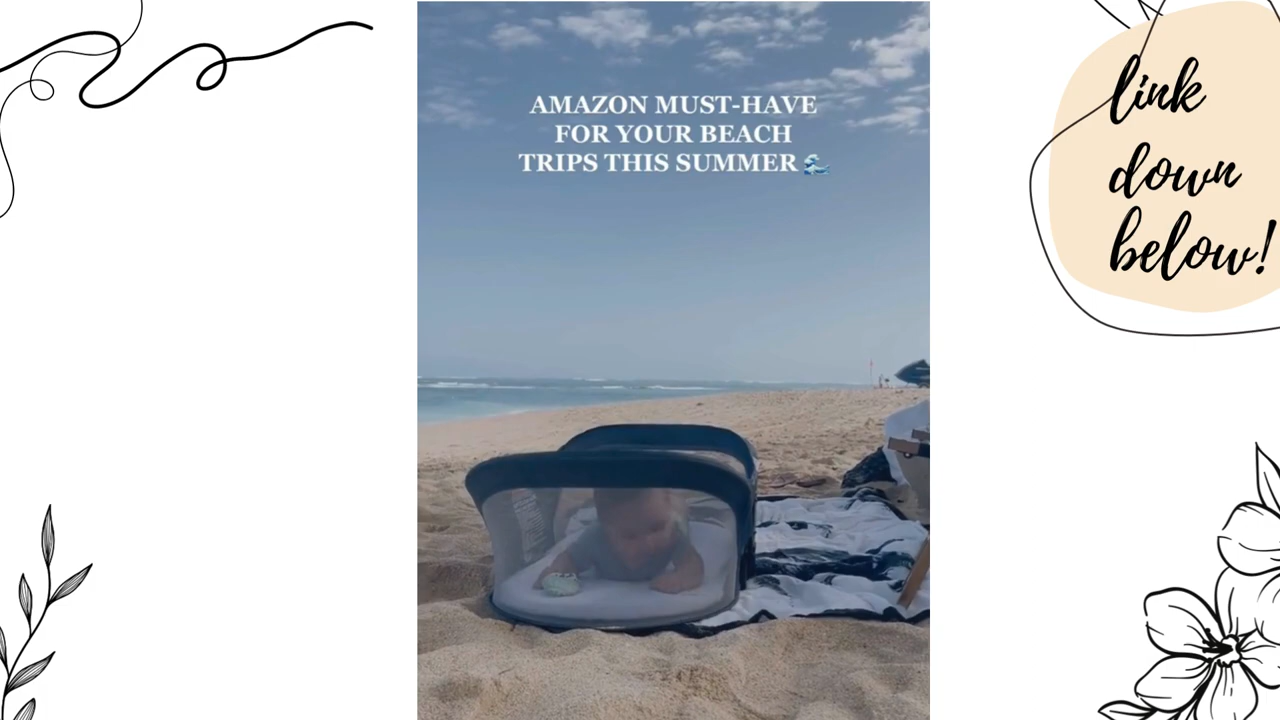 AMAZON MUST-HAVE
FOR YOUR BEACH
TRIPS THIS SUMMER 🌊
link
down
below!